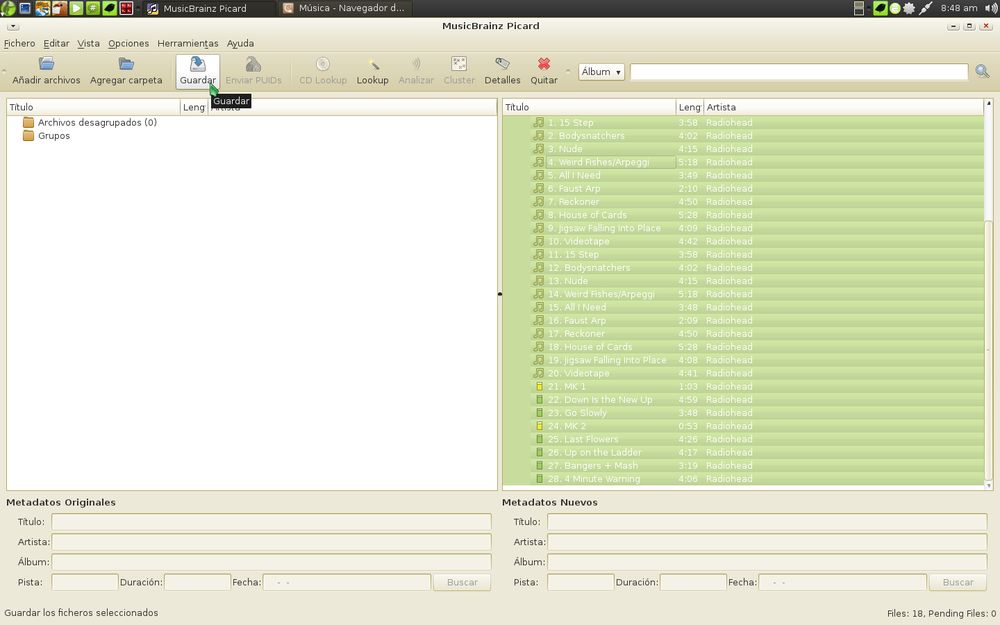 MusicBrainz Picard
Música - Navegador d...
8:48 am
MusicBrainz Picard
Fichero Editar Vista Opciones Herramientas Ayuda
Añadir archivos Agregar carpeta Guardar Enviar PUIDs CD Lookup Lookup Analizar Cluster Detalles Quitar Álbum
Guardar
Título Leng Artista
Archivos desagrupados (0)
Grupos
Título Leng Artista
1. 15 Step 3:58 Radiohead
2. Bodysnatchers 4:02 Radiohead
3. Nude 4:15 Radiohead
4. Weird Fishes/Arpeggi 5:18 Radiohead
5. All I Need 3:49 Radiohead
6. Faust Arp 2:10 Radiohead
7. Reckoner 4:50 Radiohead
8. House of Cards 5:28 Radiohead
9. Jigsaw Falling Into Place 4:09 Radiohead
10. Videotape 4:42 Radiohead
11. 15 Step 3:58 Radiohead
12. Bodysnatchers 4:02 Radiohead
13. Nude 4:15 Radiohead
14. Weird Fishes/Arpeggi 5:18 Radiohead
15. All I Need 3:48 Radiohead
16. Faust Arp 2:09 Radiohead
17. Reckoner 4:50 Radiohead
18. House of Cards 5:28 Radiohead
19. Jigsaw Falling Into Place 4:08 Radiohead
20. Videotape 4:41 Radiohead
21. MK 1 1:03 Radiohead
22. Down Is the New Up 4:59 Radiohead
23. Go Slowly 3:48 Radiohead
24. MK 2 0:53 Radiohead
25. Last Flowers 4:26 Radiohead
26. Up on the Ladder 4:17 Radiohead
27. Bangers + Mash 3:19 Radiohead
28. 4 Minute Warning 4:06 Radiohead
Metadatos Originales
Título:
Artista:
Álbum:
Pista: Duración: Fecha: - - Buscar
Metadatos Nuevos
Título:
Artista:
Álbum:
Pista: Duración: Fecha: - - Buscar
Guardar los ficheros seleccionados
Files: 18, Pending Files: 0